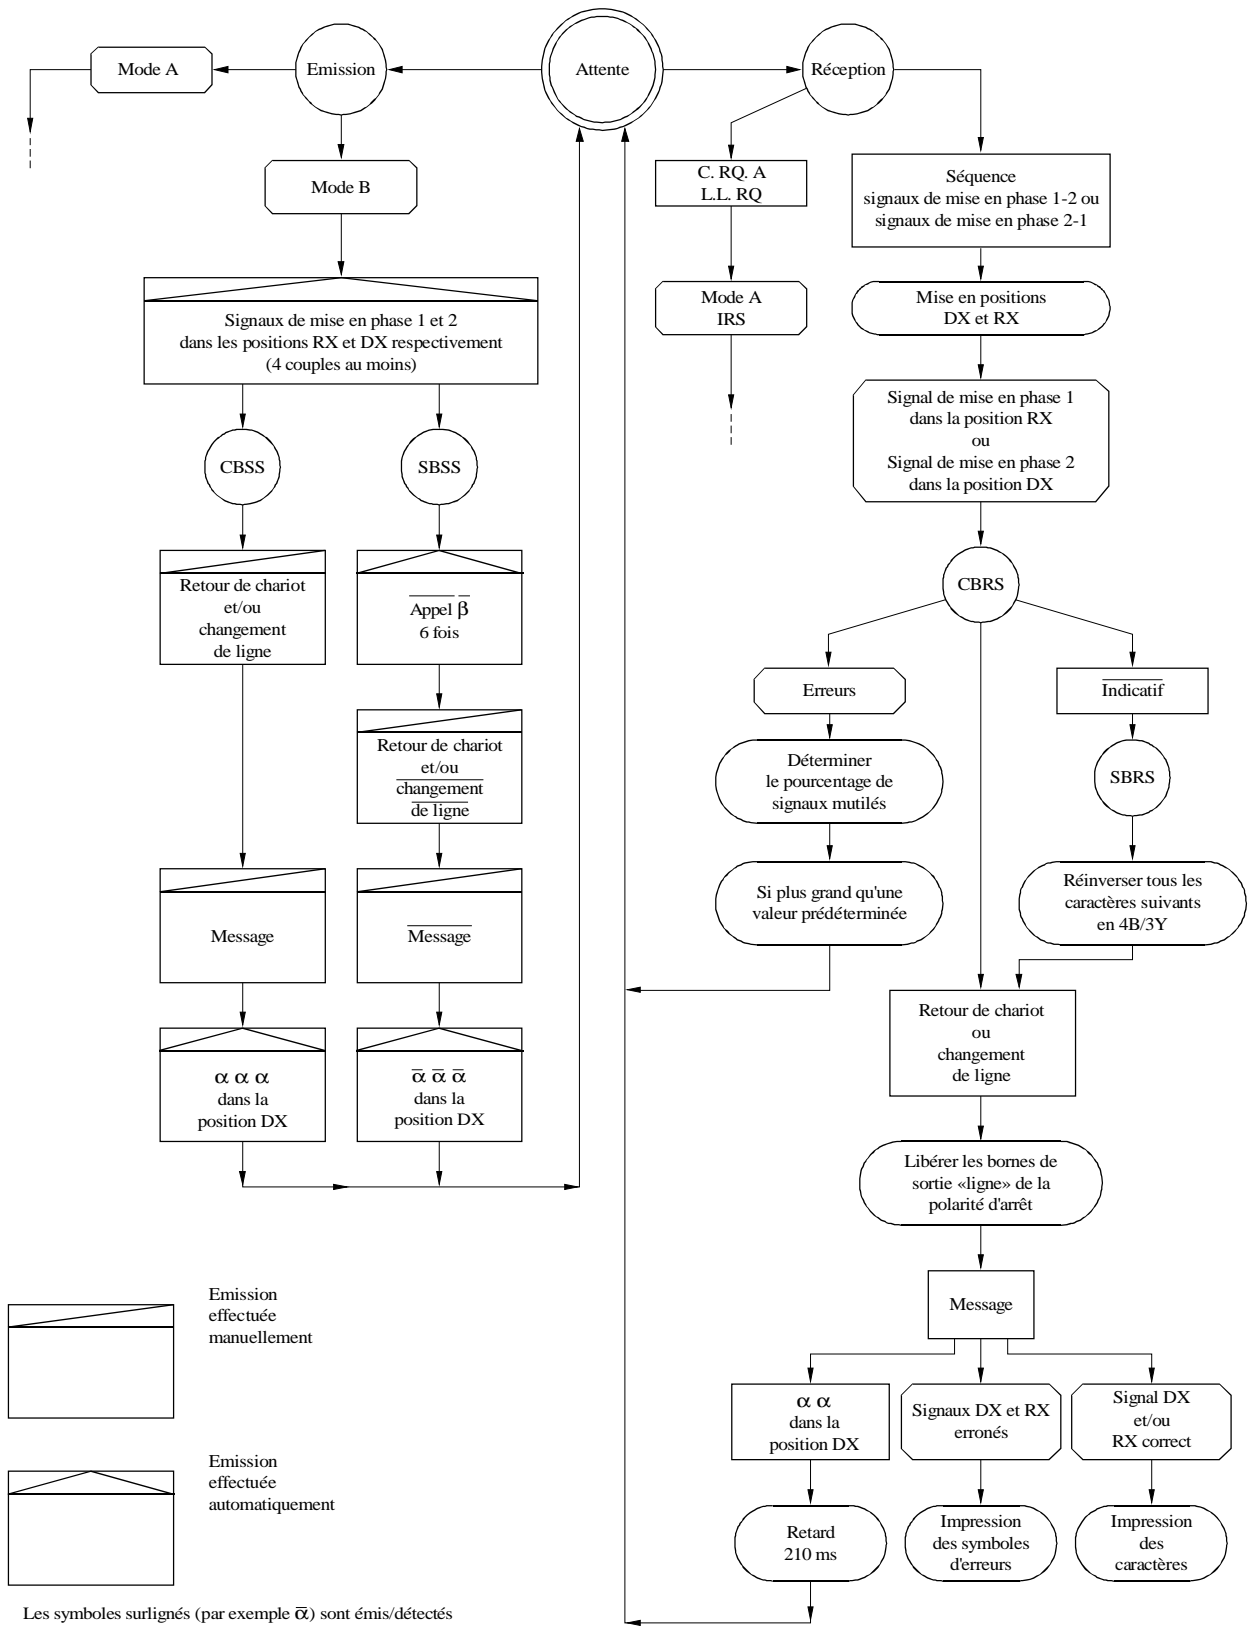 Mode A
Emission
Attente
Réception
Mode B
C. RQ. A
L.L. RQ
Séquence
signaux de mise en phase 1-2 ou
signaux de mise en phase 2-1
Mode A
IRS
Mise en positions
DX et RX
Signaux de mise en phase 1 et 2
dans les positions RX et DX respectivement
(4 couples au moins)
Signal de mise en phase 1
dans la position RX
ou
Signal de mise en phase 2
dans la position DX
CBSS
SBSS
CBRS
Retour de chariot
et/ou
changement
de ligne
A̅p̅p̅e̅l̅ β̅
6 fois
Erreurs
I̅n̅d̅i̅c̅a̅t̅i̅f̅
Retour de chariot
et/ou
c̅h̅a̅n̅g̅e̅m̅e̅n̅t̅
d̅e̅ l̅i̅g̅n̅e̅
Déterminer
le pourcentage de
signaux mutilés
SBRS
Si plus grand qu'une
valeur prédéterminée
Réinverser tous les
caractères suivants
en 4B/3Y
Message
M̅e̅s̅s̅a̅g̅e̅
Retour de chariot
ou
changement
de ligne
α α α
dans la
position DX
α̅ α̅ α̅
dans la
position DX
Libérer les bornes de
sortie «ligne» de la
polarité d'arrêt
Message
Emission
effectuée
manuellement
α α
dans la
position DX
Signaux DX et RX
erronés
Signal DX
et/ou
RX correct
Emission
effectuée
automatiquement
Retard
210 ms
Impression
des symboles
d'erreurs
Impression
des
caractères
Les symboles surlignés (par exemple α̅) sont émis/détectés